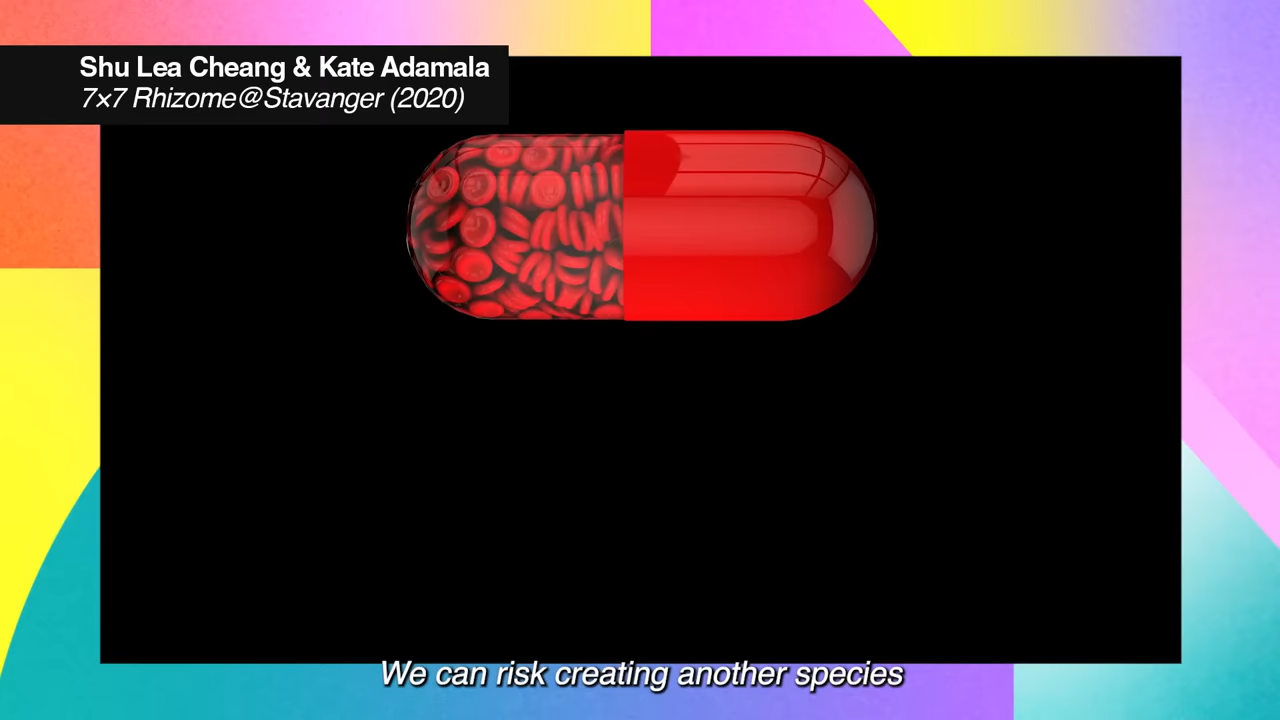 Shu Lea Cheang & Kate Adamala
7×7 Rhizome@Stavanger (2020)
We can risk creating another species